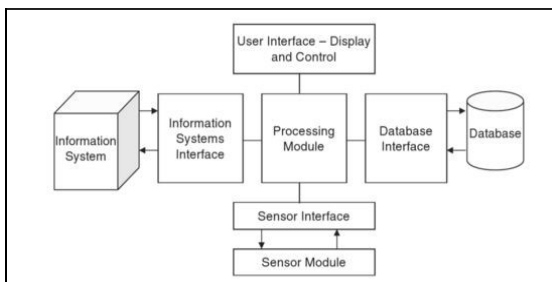 User Interface – Display
and Control
Information
System
Information
Systems
Interface
Processing
Module
Database
Interface
Database
Sensor Interface
Sensor Module